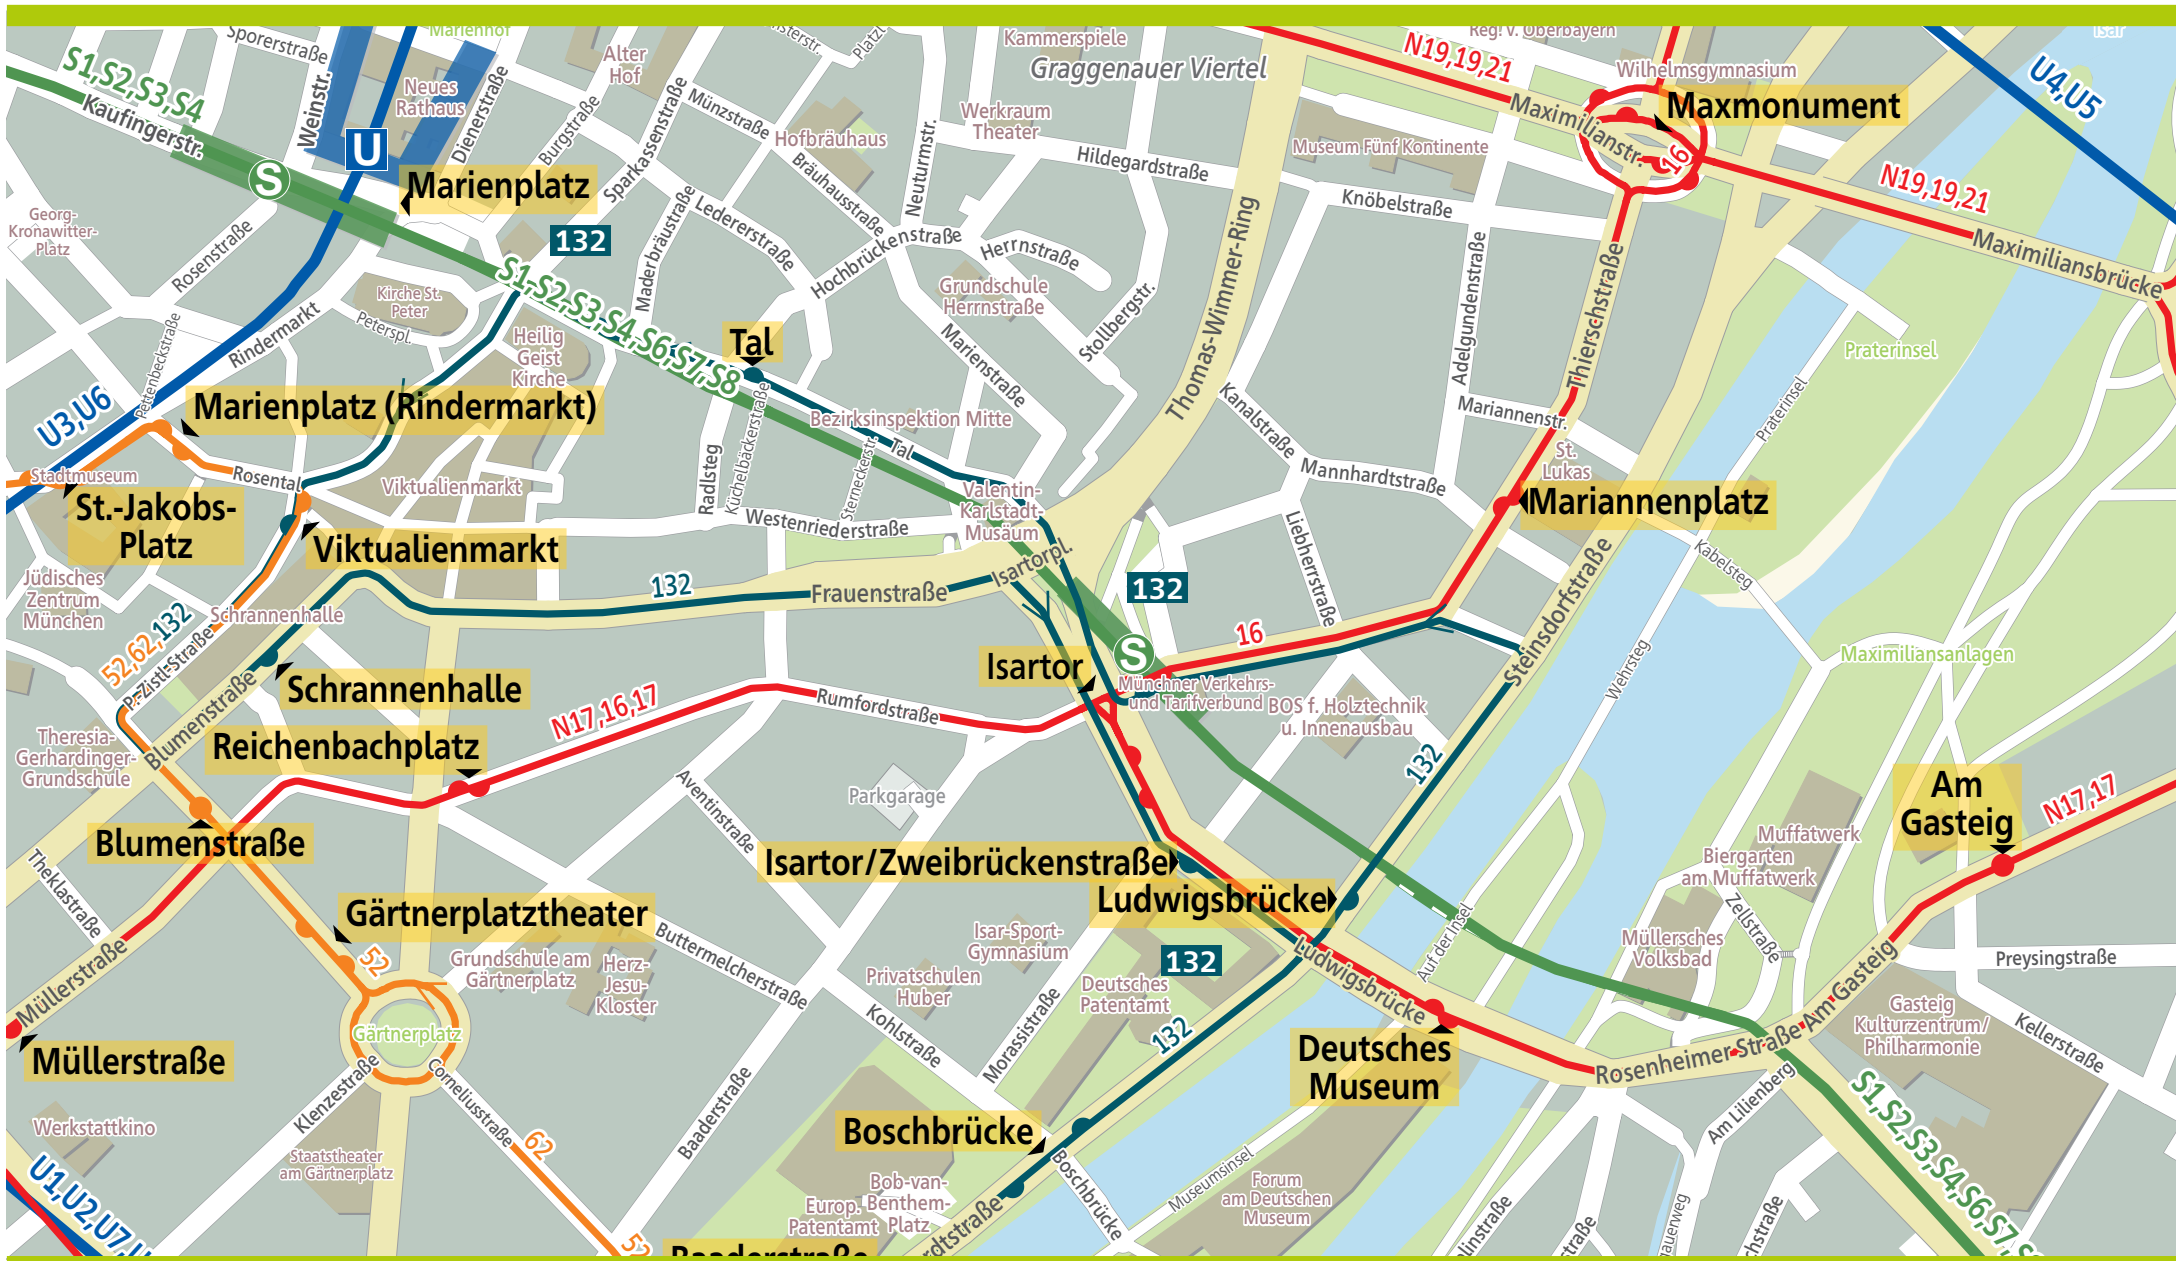 Sporerstraße
Marienhof
Alter
Hof
Platzl
Kammerspiele
Graggenauer Viertel
N19,19,21
Reg. v. Oberbayern
Wilhelmsgymnasium
Isar
U4,U5
S1,S2,S3,S4
Kaufingerstr.
Weinstr.
Neues
Rathaus
Dienerstraße
Burgstraße
Sparkassenstraße
Münzstraße
Hofbräuhaus
Bräuhausstraße
Neuturmstr.
Werkraum
Theater
Hildegardstraße
Museum Fünf Kontinente
Maximilianstr.
Maxmonument
16
N19,19,21
Maximiliansbrücke
U
S
Marienplatz
132
Georg-
Kronawitter-
Platz
Rosenstraße
Maderbräustraße
Ledererstraße
Hochbrückenstraße
Herrnstraße
Grundschule
Herrnstraße
Stollbergstr.
Thomas-Wimmer-Ring
Knöbelstraße
Adelgundenstraße
Thierschstraße
Praterinsel
Praterinsel
Kirche St.
Peter
Peterspl.
Rindermarkt
Pettenbeckstraße
S1,S2,S3,S4,S6,S7,S8
Heilig
Geist
Kirche
Tal
Marienstraße
Kanalstraße
Mariannenstr.
St.
Lukas
U3,U6
Marienplatz (Rindermarkt)
Bezirksinspektion Mitte
Tal
Küchelbäckerstraße
Radlsteg
Sterneckerstr.
Mannhardtstraße
Mariannenplatz
Stadtmuseum
Rosental
Viktualienmarkt
St.-Jakobs-
Platz
Viktualienmarkt
Westenriederstraße
Valentin-
Karlstadt-
Musäum
Isartorpl.
Liebherrstraße
Kabelsteg
Steinsdorfstraße
Jüdisches
Zentrum
München
52,62,132
Schrannenhalle
132
Frauenstraße
132
P.-Zistl-Straße
Schrannenhalle
Blumenstraße
Isartor
S
16
Wehrsteg
Maximiliansanlagen
Münchner Verkehrs-
und Tarifverbund
BOS f. Holztechnik
u. Innenausbau
Rumfordstraße
N17,16,17
Reichenbachplatz
Theresia-
Gerhardinger-
Grundschule
Blumenstraße
Theklastraße
Aventinstraße
Parkgarage
132
Am
Gasteig
N17,17
Muffatwerk
Biergarten
am Muffatwerk
Zellstraße
Isartor/Zweibrückenstraße
Ludwigsbrücke
Gärtnerplatztheater
Buttermelcherstraße
Isar-Sport-
Gymnasium
132
Auf der Insel
Müllersches
Volksbad
Preysingstraße
Müllerstraße
52
Grundschule am
Gärtnerplatz
Herz-
Jesu-
Kloster
Privatschulen
Huber
Deutsches
Patentamt
Ludwigsbrücke
Am Gasteig
Gasteig
Kulturzentrum/
Philharmonie
Kellerstraße
Gärtnerplatz
Kohlstraße
Morassistraße
132
Deutsches
Museum
Rosenheimer Straße
Müllerstraße
Klenzestraße
Corneliusstraße
Baaderstraße
Am Lilienberg
S1,S2,S3,S4,S6,S7,S
Werkstattkino
Staatstheater
am Gärtnerplatz
62
Boschbrücke
Boschbrücke
Museumsinsel
Forum
am Deutschen
Museum
Bob-van-
Benthem-
Platz
Europ.
Patentamt
U1,U2,U7,
52
Baaderstraße
rdtstraße
linstraße
traße
auerweg
chstraße